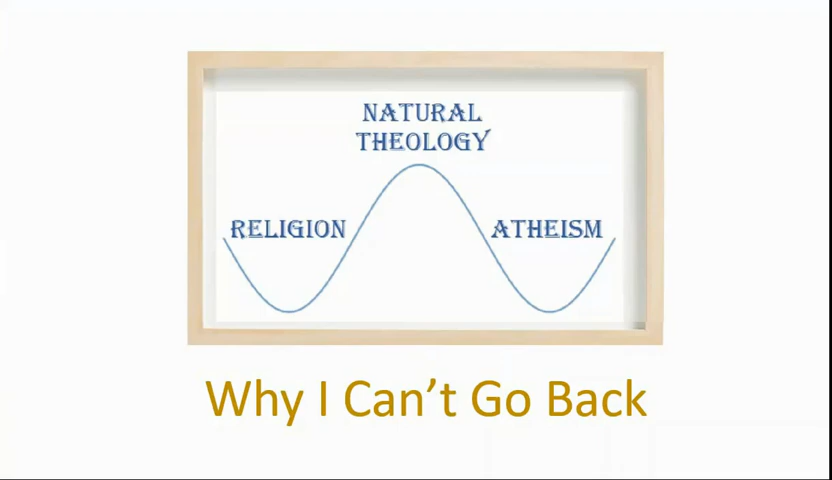 NATURAL
THEOLOGY
RELIGION
ATHEISM
Why I Can’t Go Back